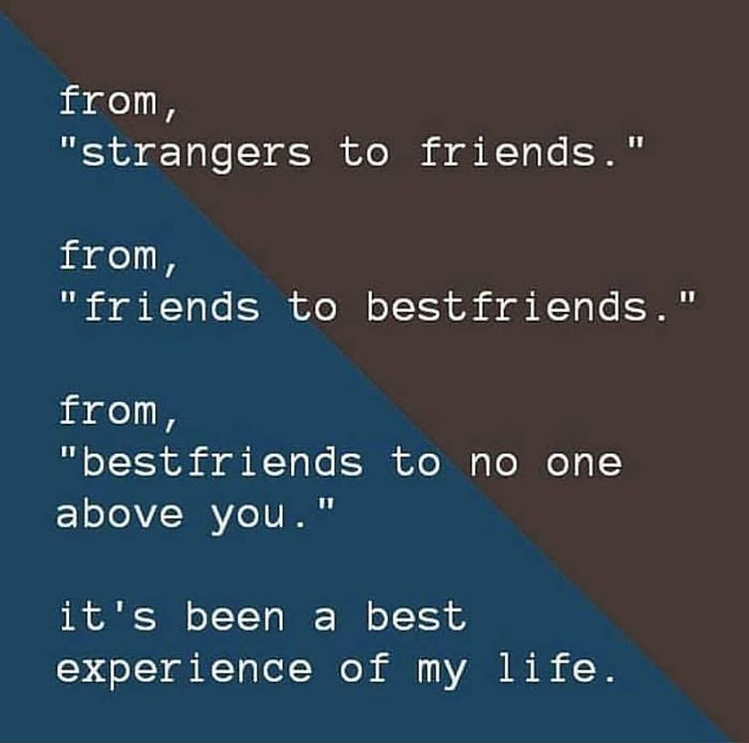 from,
"strangers to friends."
from,
"friends to bestfriends."
from,
"bestfriends to no one
above you."
it's been a best
experience of my life.